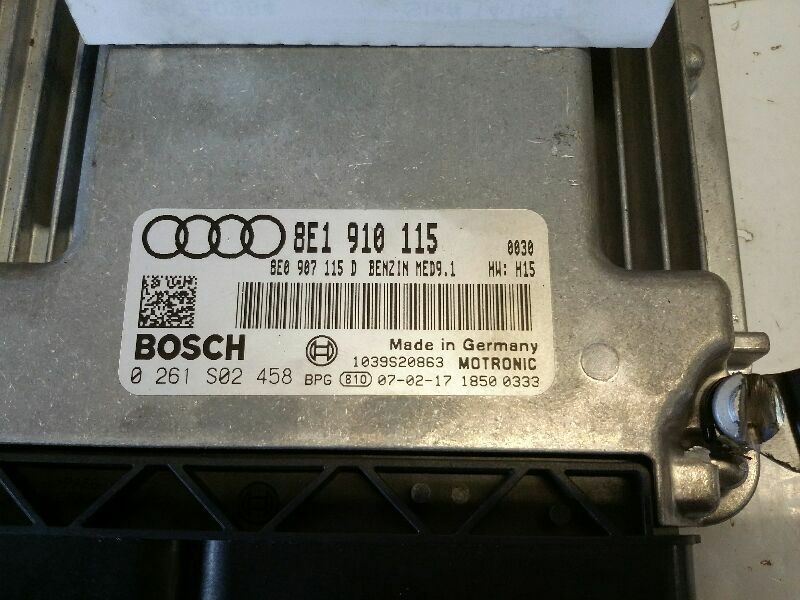 8E1 910 115 0030
8E0 907 115 D BENZIN MED9.1 HW: H15
BOSCH Made in Germany
1039S20863 MOTRONIC
0 261 S02 458 BPG 810 07-02-17 1850 0333